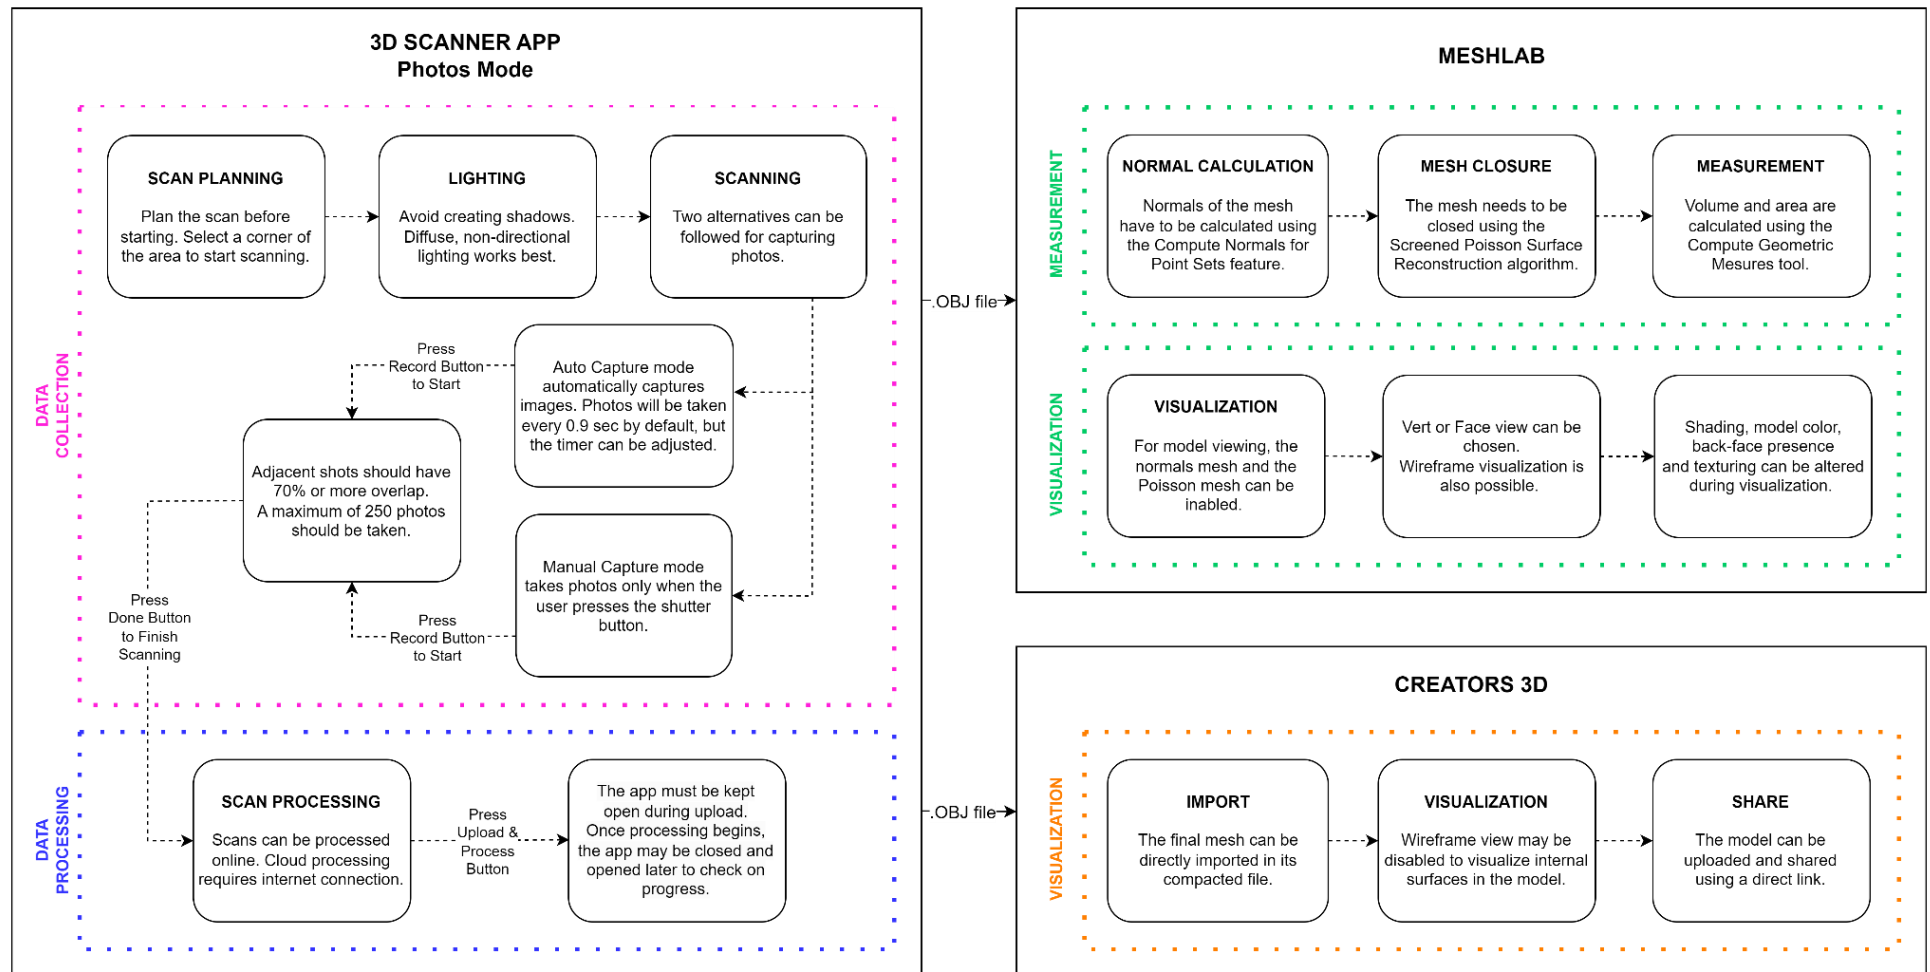 3D SCANNER APP
Photos Mode
DATA
COLLECTION
SCAN PLANNING
Plan the scan before
starting. Select a corner of
the area to start scanning.
LIGHTING
Avoid creating shadows.
Diffuse, non-directional
lighting works best.
SCANNING
Two alternatives can be
followed for capturing
photos.
Auto Capture mode
automatically captures
images. Photos will be taken
every 0.9 sec by default, but
the timer can be adjusted.
Press
Record Button
to Start
Adjacent shots should have
70% or more overlap.
A maximum of 250 photos
should be taken.
Manual Capture mode
takes photos only when the
user presses the shutter
button.
Press
Record Button
to Start
Press
Done Button
to Finish
Scanning
DATA
PROCESSING
SCAN PROCESSING
Scans can be processed
online. Cloud processing
requires internet connection.
Press
Upload &
Process
Button
The app must be kept
open during upload.
Once processing begins,
the app may be closed and
opened later to check on
progress.
.OBJ file
.OBJ file
MESHLAB
MEASUREMENT
NORMAL CALCULATION
Normals of the mesh
have to be calculated using
the Compute Normals for
Point Sets feature.
MESH CLOSURE
The mesh needs to be
closed using the
Screened Poisson Surface
Reconstruction algorithm.
MEASUREMENT
Volume and area are
calculated using the
Compute Geometric
Mesures tool.
VISUALIZATION
VISUALIZATION
For model viewing, the
normals mesh and the
Poisson mesh can be
inabled.
Vert or Face view can be
chosen.
Wireframe visualization is
also possible.
Shading, model color,
back-face presence
and texturing can be altered
during visualization.
CREATORS 3D
VISUALIZATION
IMPORT
The final mesh can be
directly imported in its
compacted file.
VISUALIZATION
Wireframe view may be
disabled to visualize internal
surfaces in the model.
SHARE
The model can be
uploaded and shared
using a direct link.